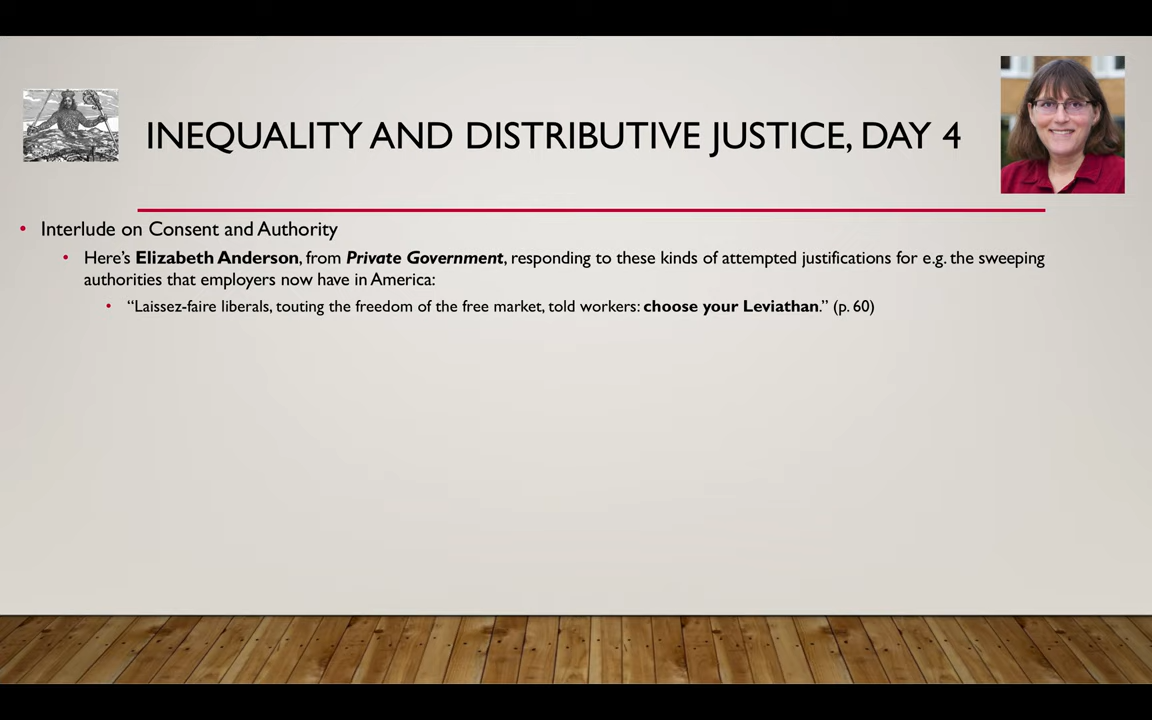 INEQUALITY AND DISTRIBUTIVE JUSTICE, DAY 4
• Interlude on Consent and Authority
• Here’s Elizabeth Anderson, from Private Government, responding to these kinds of attempted justifications for e.g. the sweeping
authorities that employers now have in America:
• “Laissez-faire liberals, touting the freedom of the free market, told workers: choose your Leviathan.” (p. 60)